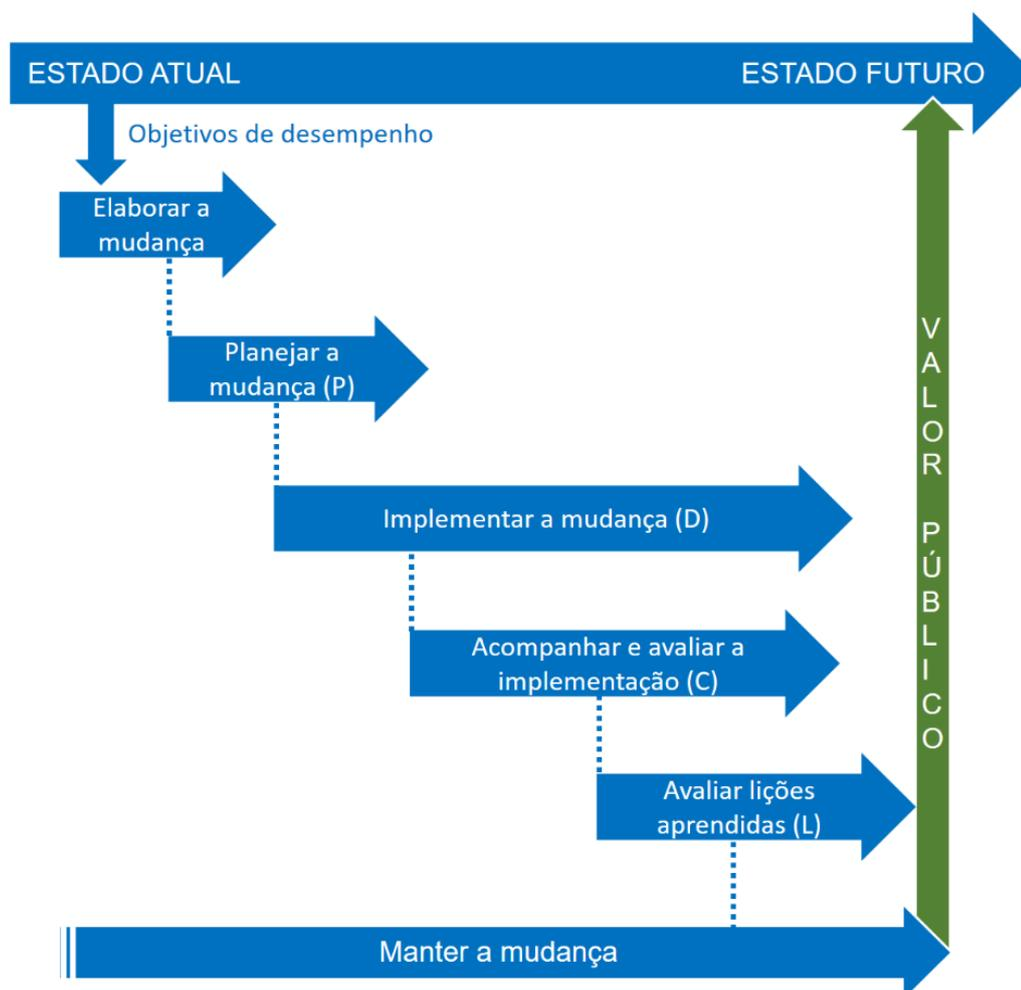 ESTADO ATUAL
ESTADO FUTURO
Objetivos de desempenho
Elaborar a
mudança
Planejar a
mudança (P)
Implementar a mudança (D)
Acompanhar e avaliar a
implementação (C)
Avaliar lições
aprendidas (L)
Manter a mudança
VALOR PÚBLICO